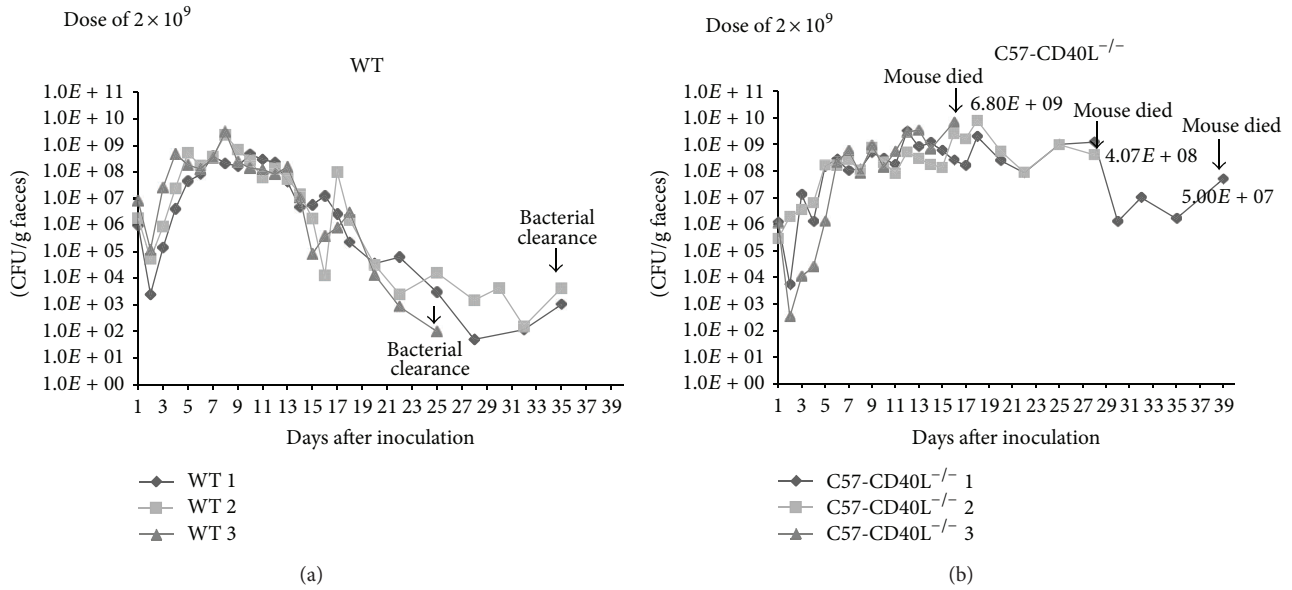 Dose of 2 × 10⁹
WT
1.0E + 11
1.0E + 10
1.0E + 09
1.0E + 08
1.0E + 07
1.0E + 06
1.0E + 05
1.0E + 04
1.0E + 03
1.0E + 02
1.0E + 01
1.0E + 00
(CFU/g faeces)
Bacterial
clearance
Bacterial
clearance
1 3 5 7 9 11 13 15 17 19 21 23 25 27 29 31 33 35 37 39
Days after inoculation
WT 1
WT 2
WT 3
(a)
Dose of 2 × 10⁹
C57-CD40L⁻/⁻
1.0E + 11
1.0E + 10
1.0E + 09
1.0E + 08
1.0E + 07
1.0E + 06
1.0E + 05
1.0E + 04
1.0E + 03
1.0E + 02
1.0E + 01
1.0E + 00
(CFU/g faeces)
Mouse died
6.80E + 09
Mouse died
4.07E + 08
Mouse died
5.00E + 07
1 3 5 7 9 11 13 15 17 19 21 23 25 27 29 31 33 35 37 39
Days after inoculation
C57-CD40L⁻/⁻ 1
C57-CD40L⁻/⁻ 2
C57-CD40L⁻/⁻ 3
(b)